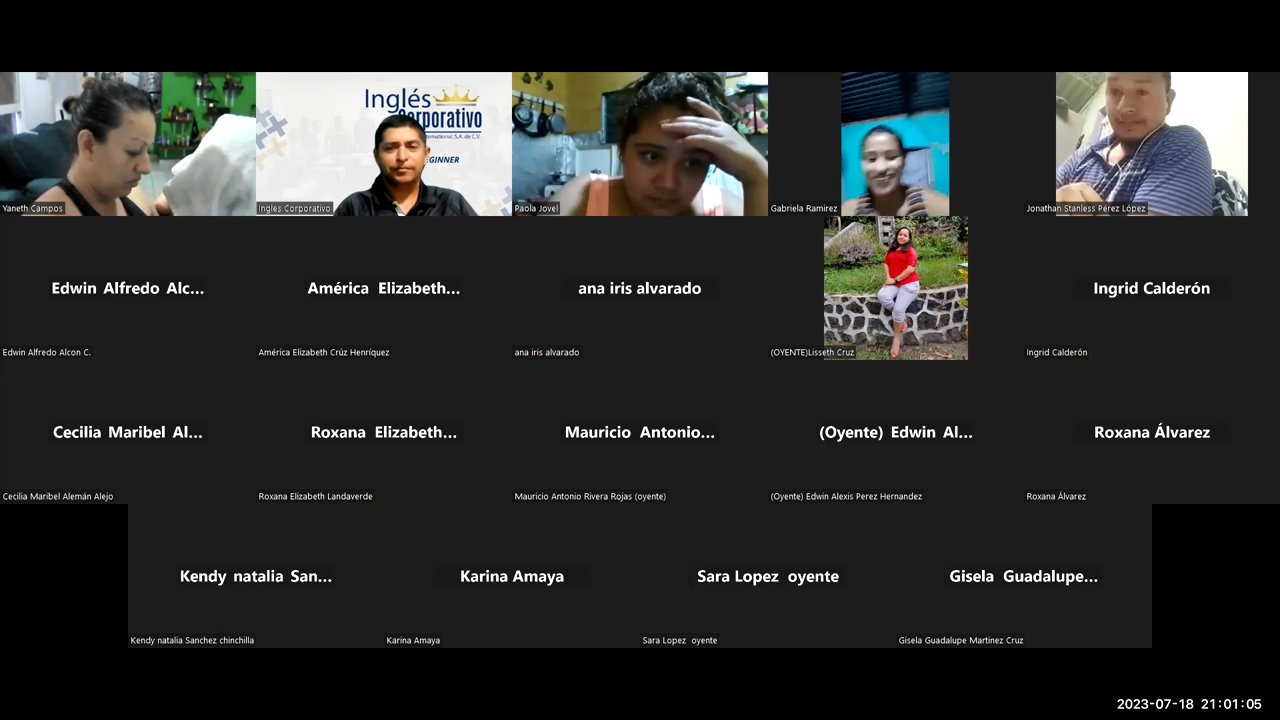 Inglés
Corporativo
International, S.A. de C.V.
EGINNER
Yaneth Campos
Ingles Corporativo
Paola Jovel
Gabriela Ramirez
Jonathan Stanless Pérez López
Edwin Alfredo Alc...
América Elizabeth...
ana iris alvarado
Ingrid Calderón
Edwin Alfredo Alcon C.
América Elizabeth Crúz Henríquez
ana iris alvarado
(OYENTE)Lisseth Cruz
Ingrid Calderón
Cecilia Maribel Al...
Roxana Elizabeth...
Mauricio Antonio...
(Oyente) Edwin Al...
Roxana Álvarez
Cecilia Maribel Alemán Alejo
Roxana Elizabeth Landaverde
Mauricio Antonio Rivera Rojas (oyente)
(Oyente) Edwin Alexis Perez Hernandez
Roxana Álvarez
Kendy natalia San...
Karina Amaya
Sara Lopez oyente
Gisela Guadalupe...
Kendy natalia Sanchez chinchilla
Karina Amaya
Sara Lopez oyente
Gisela Guadalupe Martinez Cruz
2023-07-18 21:01:05